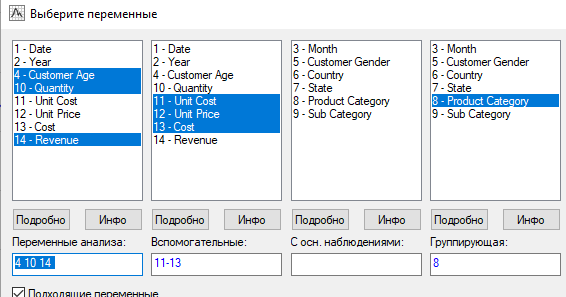 Выберите переменные
1 - Date
2 - Year
4 - Customer Age
10 - Quantity
11 - Unit Cost
12 - Unit Price
13 - Cost
14 - Revenue
1 - Date
2 - Year
4 - Customer Age
10 - Quantity
11 - Unit Cost
12 - Unit Price
13 - Cost
14 - Revenue
3 - Month
5 - Customer Gender
6 - Country
7 - State
8 - Product Category
9 - Sub Category
3 - Month
5 - Customer Gender
6 - Country
7 - State
8 - Product Category
9 - Sub Category
Подробно Инфо Подробно Инфо Подробно Инфо Подробно Инфо
Переменные анализа: Вспомогательные: С осн. наблюдениями: Группирующая:
4 10 14 11-13 8
Подходящие переменные